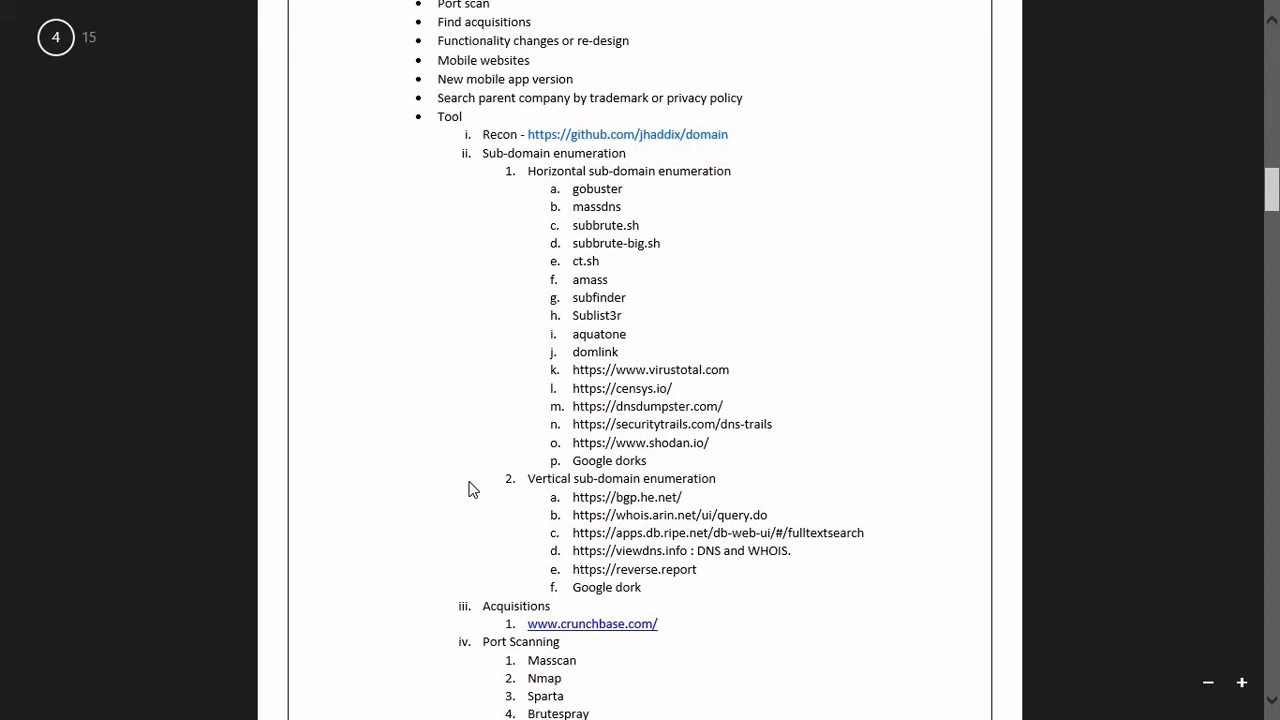 4 15
• Port scan
• Find acquisitions
• Functionality changes or re-design
• Mobile websites
• New mobile app version
• Search parent company by trademark or privacy policy
• Tool
i. Recon - https://github.com/jhaddix/domain
ii. Sub-domain enumeration
1. Horizontal sub-domain enumeration
a. gobuster
b. massdns
c. subbrute.sh
d. subbrute-big.sh
e. ct.sh
f. amass
g. subfinder
h. Sublist3r
i. aquatone
j. domlink
k. https://www.virustotal.com
l. https://censys.io/
m. https://dnsdumpster.com/
n. https://securitytrails.com/dns-trails
o. https://www.shodan.io/
p. Google dorks
2. Vertical sub-domain enumeration
a. https://bgp.he.net/
b. https://whois.arin.net/ui/query.do
c. https://apps.db.ripe.net/db-web-ui/#/fulltextsearch
d. https://viewdns.info : DNS and WHOIS.
e. https://reverse.report
f. Google dork
iii. Acquisitions
1. www.crunchbase.com/
iv. Port Scanning
1. Masscan
2. Nmap
3. Sparta
4. Brutespray